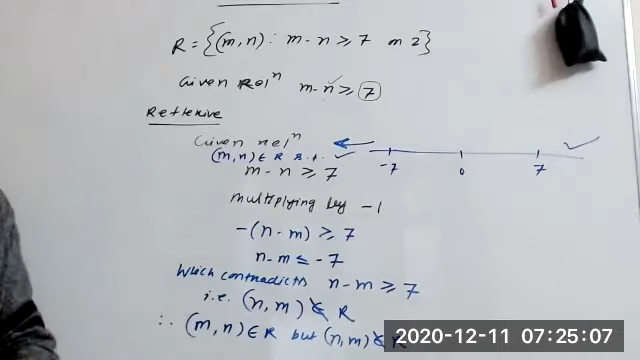 R = {(m,n) : m - n ≥ 7 on Z}
Given reln m - n ≥ 7
Reflexive
Given reln
(m,n) ∈ R s.t.
m - n ≥ 7
-7 0 7
multiplying by -1
-(n - m) ≥ 7
n - m ≤ -7
which contradicts n - m ≥ 7
i.e. (n,m) ∉ R
∴ (m,n) ∈ R but (n,m) ∉ R
2020-12-11 07:25:07